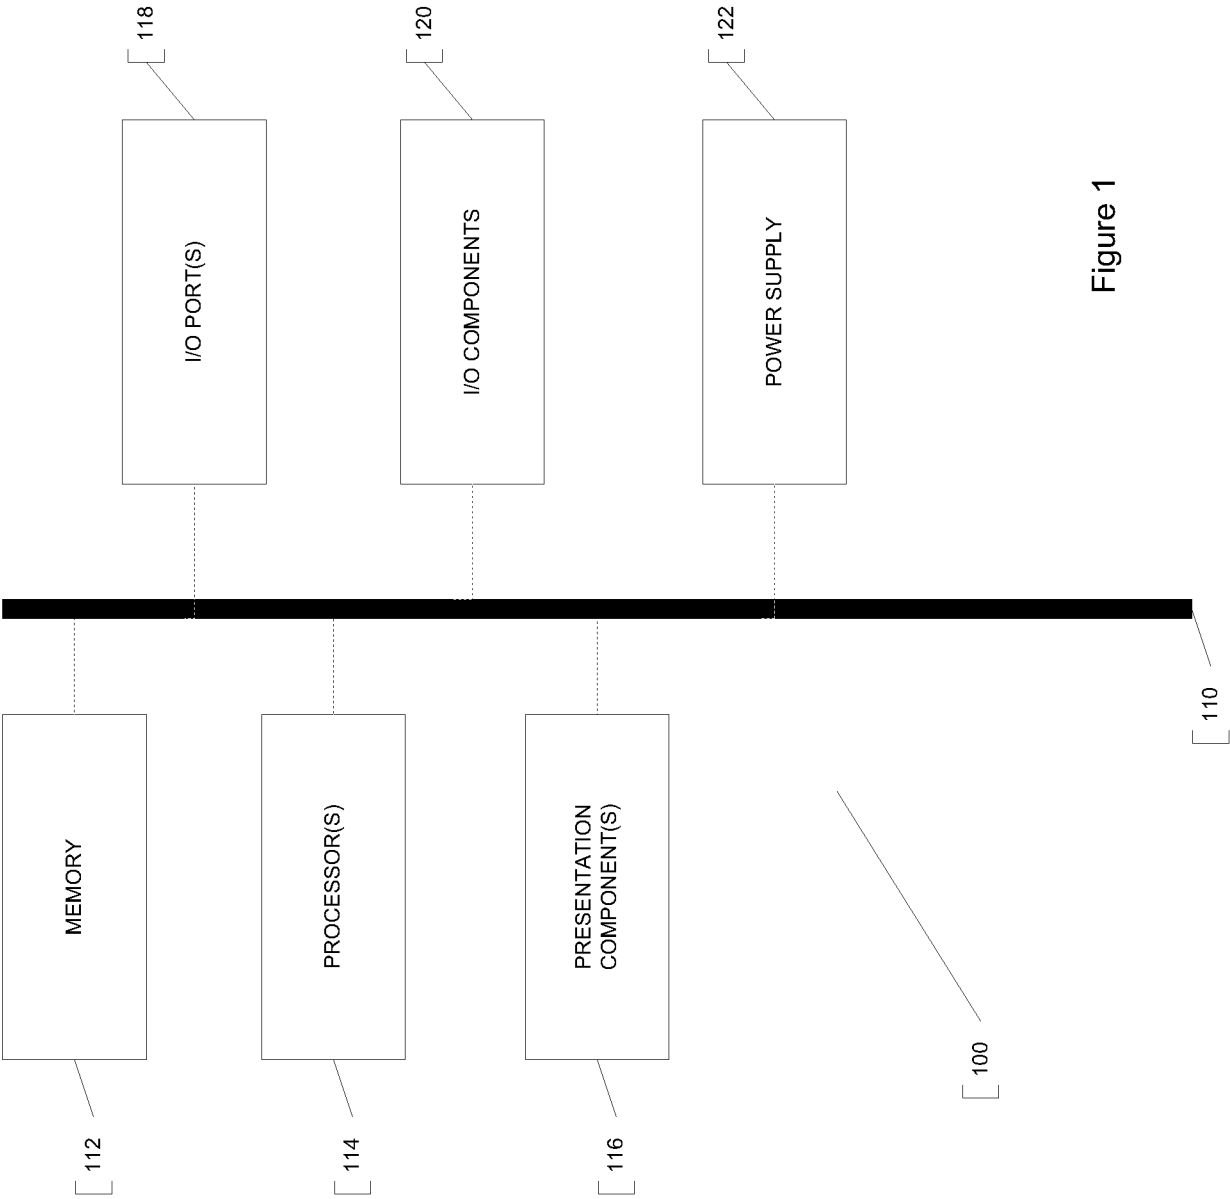 MEMORY
112
118
I/O PORT(S)
PROCESSOR(S)
114
120
I/O COMPONENTS
PRESENTATION
COMPONENT(S)
116
122
POWER SUPPLY
100
110
Figure 1